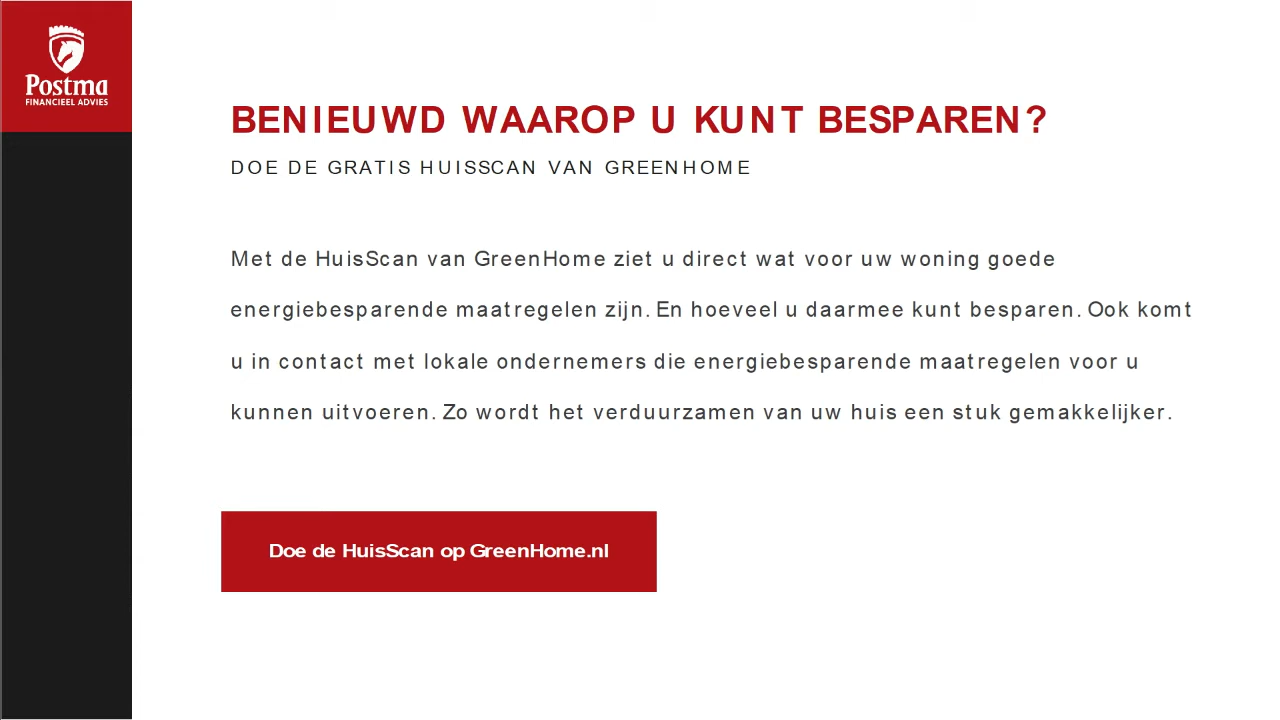 Postma
FINANCIEEL ADVIES
BENIEUWD WAAROP U KUNT BESPAREN?
DOE DE GRATIS HUISSCAN VAN GREENHOME
Met de HuisScan van GreenHome ziet u direct wat voor uw woning goede
energiebesparende maatregelen zijn. En hoeveel u daarmee kunt besparen. Ook komt
u in contact met lokale ondernemers die energiebesparende maatregelen voor u
kunnen uitvoeren. Zo wordt het verduurzamen van uw huis een stuk gemakkelijker.
Doe de HuisScan op GreenHome.nl